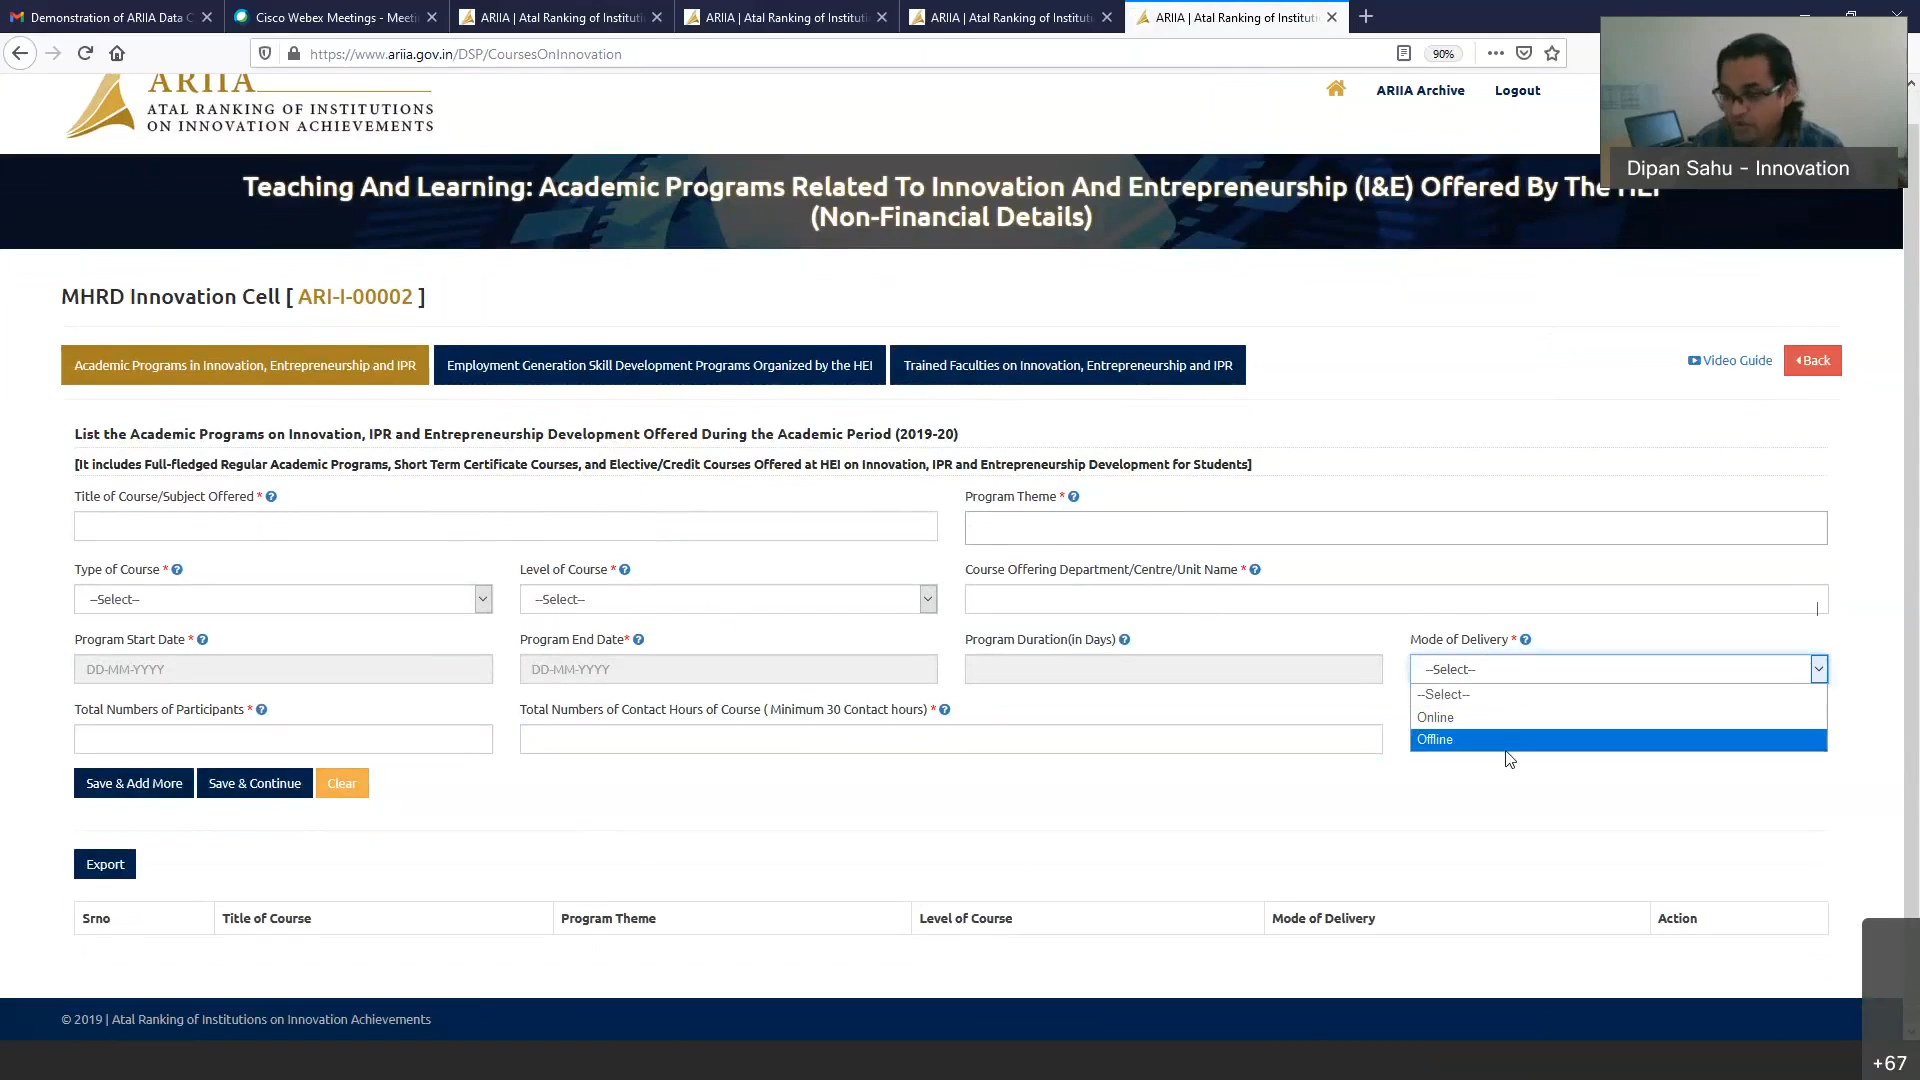 Demonstration of ARIIA Data C
Cisco Webex Meetings - Meeti
ARIIA | Atal Ranking of Instituti
ARIIA | Atal Ranking of Instituti
ARIIA | Atal Ranking of Instituti
ARIIA | Atal Ranking of Instituti
https://www.ariia.gov.in/DSP/CoursesOnInnovation
90%
ARIIA
ATAL RANKING OF INSTITUTIONS
ON INNOVATION ACHIEVEMENTS
ARIIA Archive
Logout
Dipan Sahu - Innovation
Teaching And Learning: Academic Programs Related To Innovation And Entrepreneurship (I&E) Offered By The HEI
(Non-Financial Details)
MHRD Innovation Cell [ ARI-I-00002 ]
Academic Programs in Innovation, Entrepreneurship and IPR
Employment Generation Skill Development Programs Organized by the HEI
Trained Faculties on Innovation, Entrepreneurship and IPR
Video Guide
Back
List the Academic Programs on Innovation, IPR and Entrepreneurship Development Offered During the Academic Period (2019-20)
[It includes Full-fledged Regular Academic Programs, Short Term Certificate Courses, and Elective/Credit Courses Offered at HEI on Innovation, IPR and Entrepreneurship Development for Students]
Title of Course/Subject Offered *
Program Theme *
Type of Course *
Level of Course *
Course Offering Department/Centre/Unit Name *
--Select--
--Select--
Program Start Date *
Program End Date*
Program Duration(in Days)
Mode of Delivery *
DD-MM-YYYY
DD-MM-YYYY
--Select--
--Select--
Online
Offline
Total Numbers of Participants *
Total Numbers of Contact Hours of Course ( Minimum 30 Contact hours) *
Save & Add More
Save & Continue
Clear
Export
Srno
Title of Course
Program Theme
Level of Course
Mode of Delivery
Action
© 2019 | Atal Ranking of Institutions on Innovation Achievements
+67